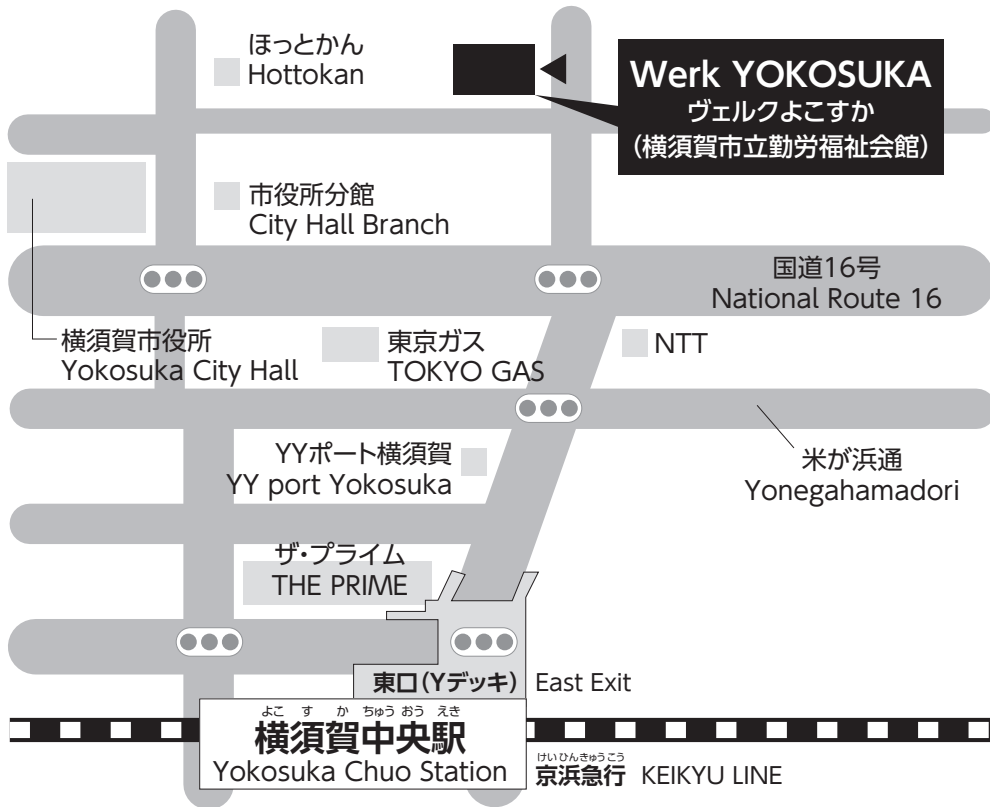 ほっとかん
Hottokan
Werk YOKOSUKA
ヴェルクよこすか
(横須賀市立勤労福祉会館)
市役所分館
City Hall Branch
国道16号
National Route 16
横須賀市役所
Yokosuka City Hall
東京ガス
TOKYO GAS
NTT
YYポート横須賀
YY port Yokosuka
米が浜通
Yonegahamadori
ザ・プライム
THE PRIME
東口(Yデッキ) East Exit
よこ す か ちゅう おう えき
横須賀中央駅
Yokosuka Chuo Station
けいひんきゅうこう
京浜急行 KEIKYU LINE